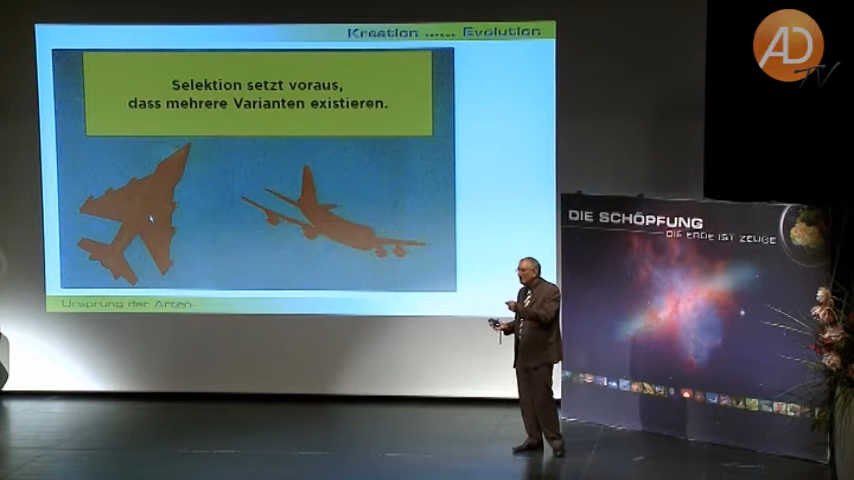 Kreation versus Evolution
AD
TV
Selektion setzt voraus,
dass mehrere Varianten existieren.
DIE SCHÖPFUNG
DIE ERDE IST ZEUGE
Ursprung der Arten